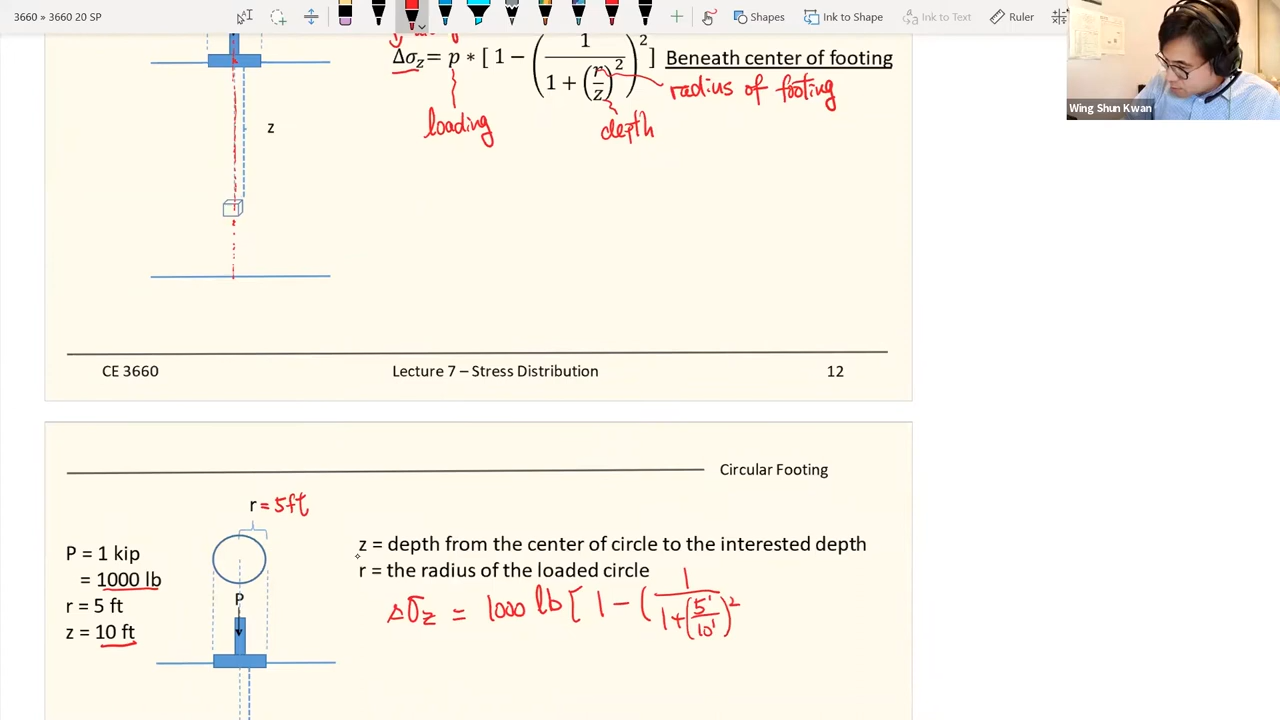 3660 » 3660 20 SP
Shapes
Ink to Shape
Ink to Text
Ruler
Wing Shun Kwan
Δσz= p ∗ [ 1 − ( 1 / 1 + (r/z)^2 )^2 ] Beneath center of footing
radius of footing
loading
depth
z
CE 3660
Lecture 7 – Stress Distribution
12
Circular Footing
r = 5ft
P = 1 kip
= 1000 lb
r = 5 ft
z = 10 ft
P
z = depth from the center of circle to the interested depth
r = the radius of the loaded circle
Δσz = 1000 lb [ 1 − ( 1 / 1+(5'/10')^2